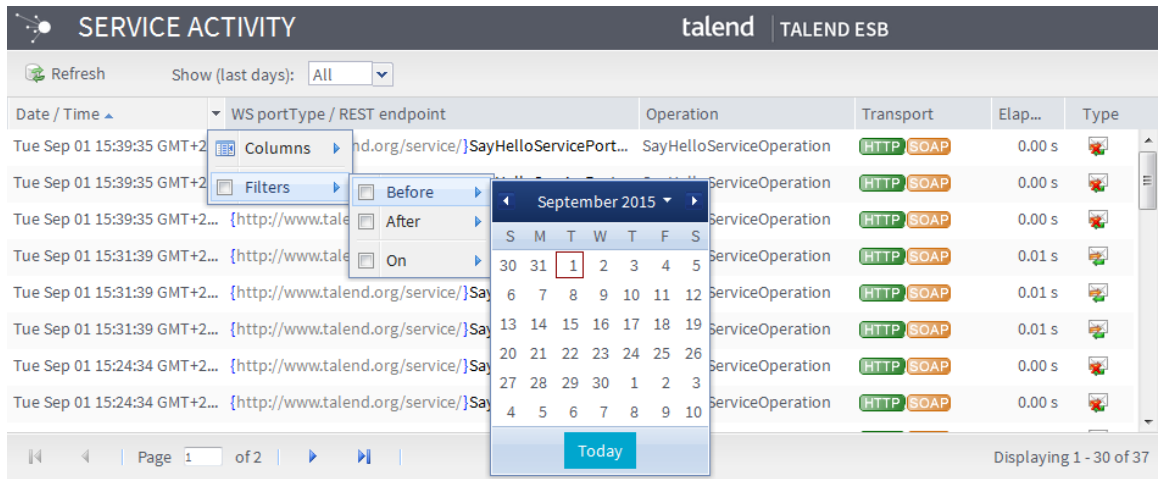 SERVICE ACTIVITY talend TALEND ESB
Refresh Show (last days): All
Date / Time WS portType / REST endpoint Operation Transport Elap... Type
Tue Sep 01 15:39:35 GMT+2 nd.org/service/}SayHelloServicePort... SayHelloServiceOperation HTTP SOAP 0.00 s
Columns
Tue Sep 01 15:39:35 GMT+2 ServiceOperation HTTP SOAP 0.00 s
Filters Before September 2015
Tue Sep 01 15:39:35 GMT+2... {http://www.tale After ServiceOperation HTTP SOAP 0.00 s
S M T W T F S
Tue Sep 01 15:31:39 GMT+2... {http://www.tale On ServiceOperation HTTP SOAP 0.01 s
30 31 1 2 3 4 5
Tue Sep 01 15:31:39 GMT+2... {http://www.talend.org/service/}Say ServiceOperation HTTP SOAP 0.01 s
6 7 8 9 10 11 12
Tue Sep 01 15:31:39 GMT+2... {http://www.talend.org/service/}Say ServiceOperation HTTP SOAP 0.01 s
13 14 15 16 17 18 19
Tue Sep 01 15:24:34 GMT+2... {http://www.talend.org/service/}Say ServiceOperation HTTP SOAP 0.00 s
20 21 22 23 24 25 26
27 28 29 30 1 2 3
Tue Sep 01 15:24:34 GMT+2... {http://www.talend.org/service/}Say ServiceOperation HTTP SOAP 0.00 s
4 5 6 7 8 9 10
Today
Page 1 of 2 Displaying 1 - 30 of 37